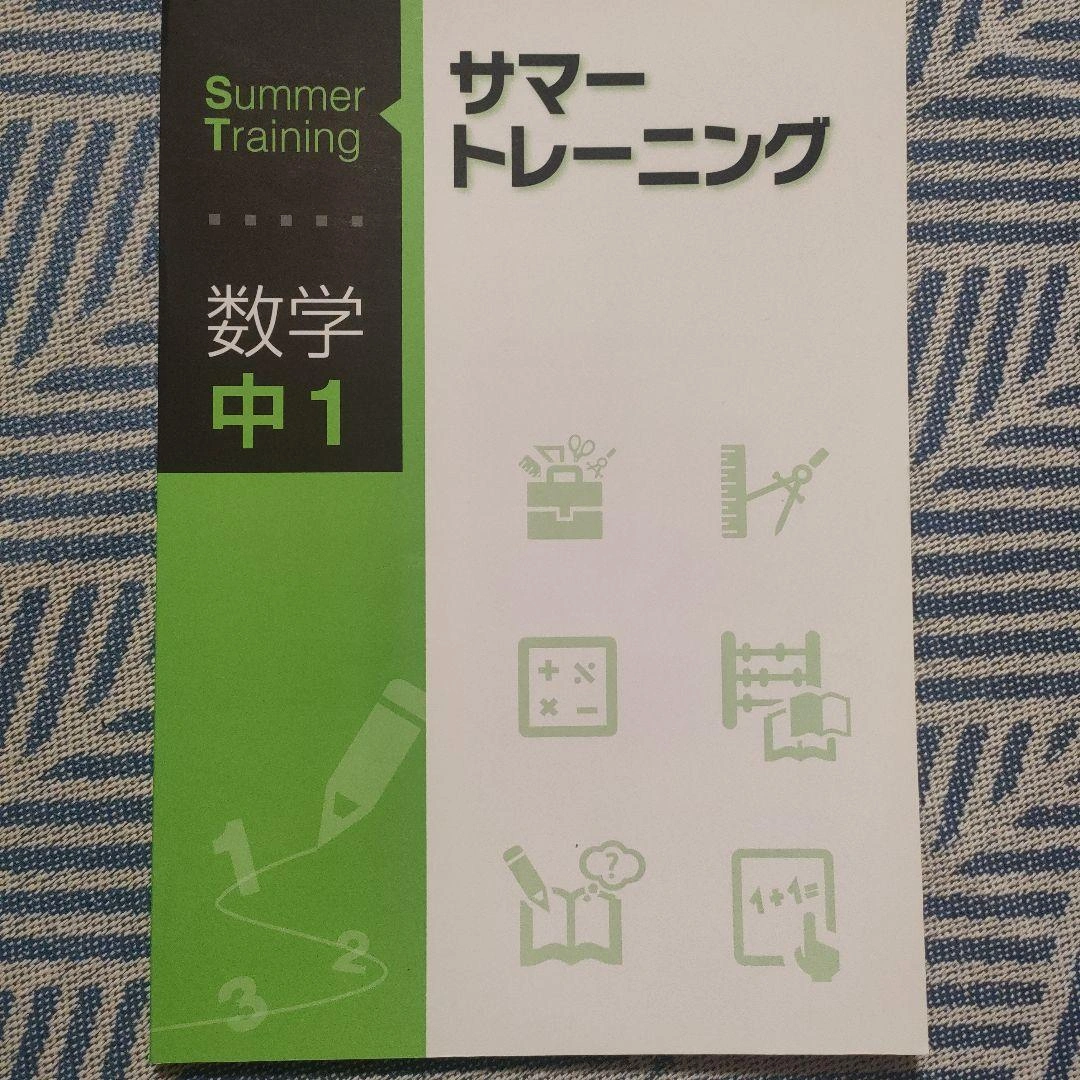 Summer
Training
数学
中1
サマー
トレーニング
+ ÷
× −
?
1+1=
1
2
3